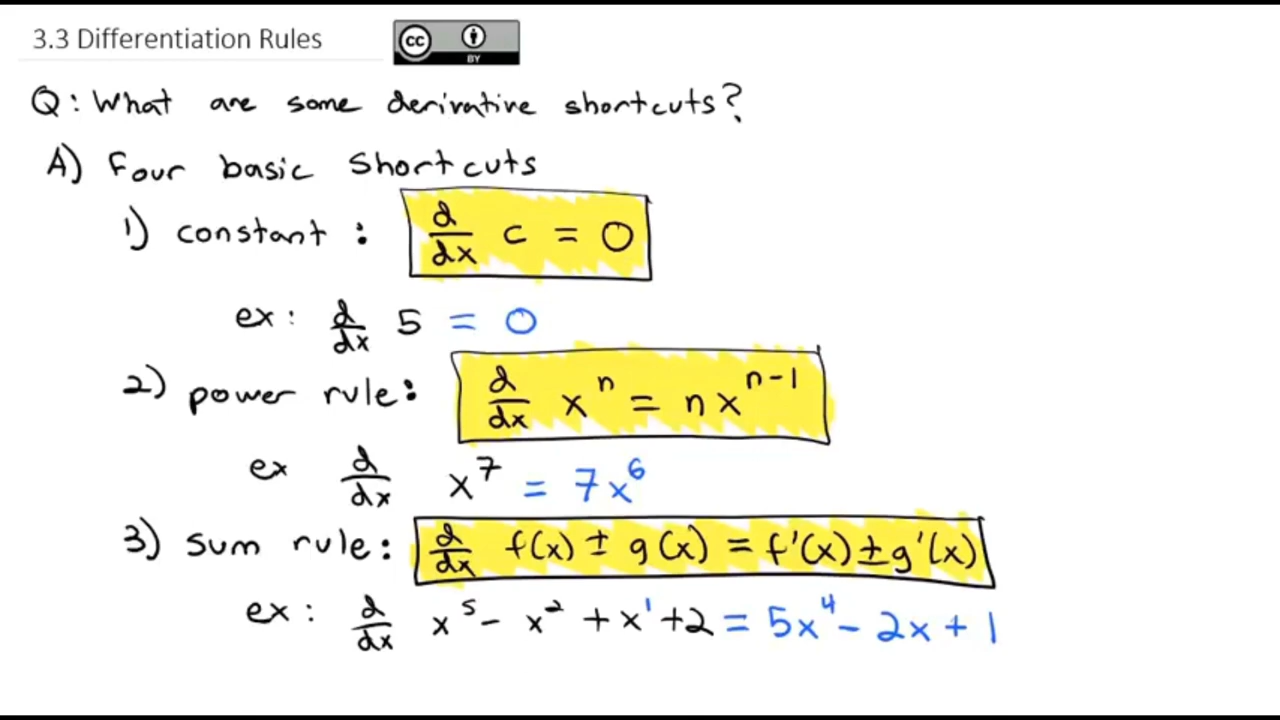 3.3 Differentiation Rules
cc BY
Q: What are some derivative shortcuts?
A) Four basic shortcuts
1) constant: d/dx c = 0
ex: d/dx 5 = 0
2) power rule: d/dx x^n = nx^(n-1)
ex d/dx x^7 = 7x^6
3) sum rule: d/dx f(x) ± g(x) = f'(x) ± g'(x)
ex: d/dx x^5 - x^2 + x^1 + 2 = 5x^4 - 2x + 1